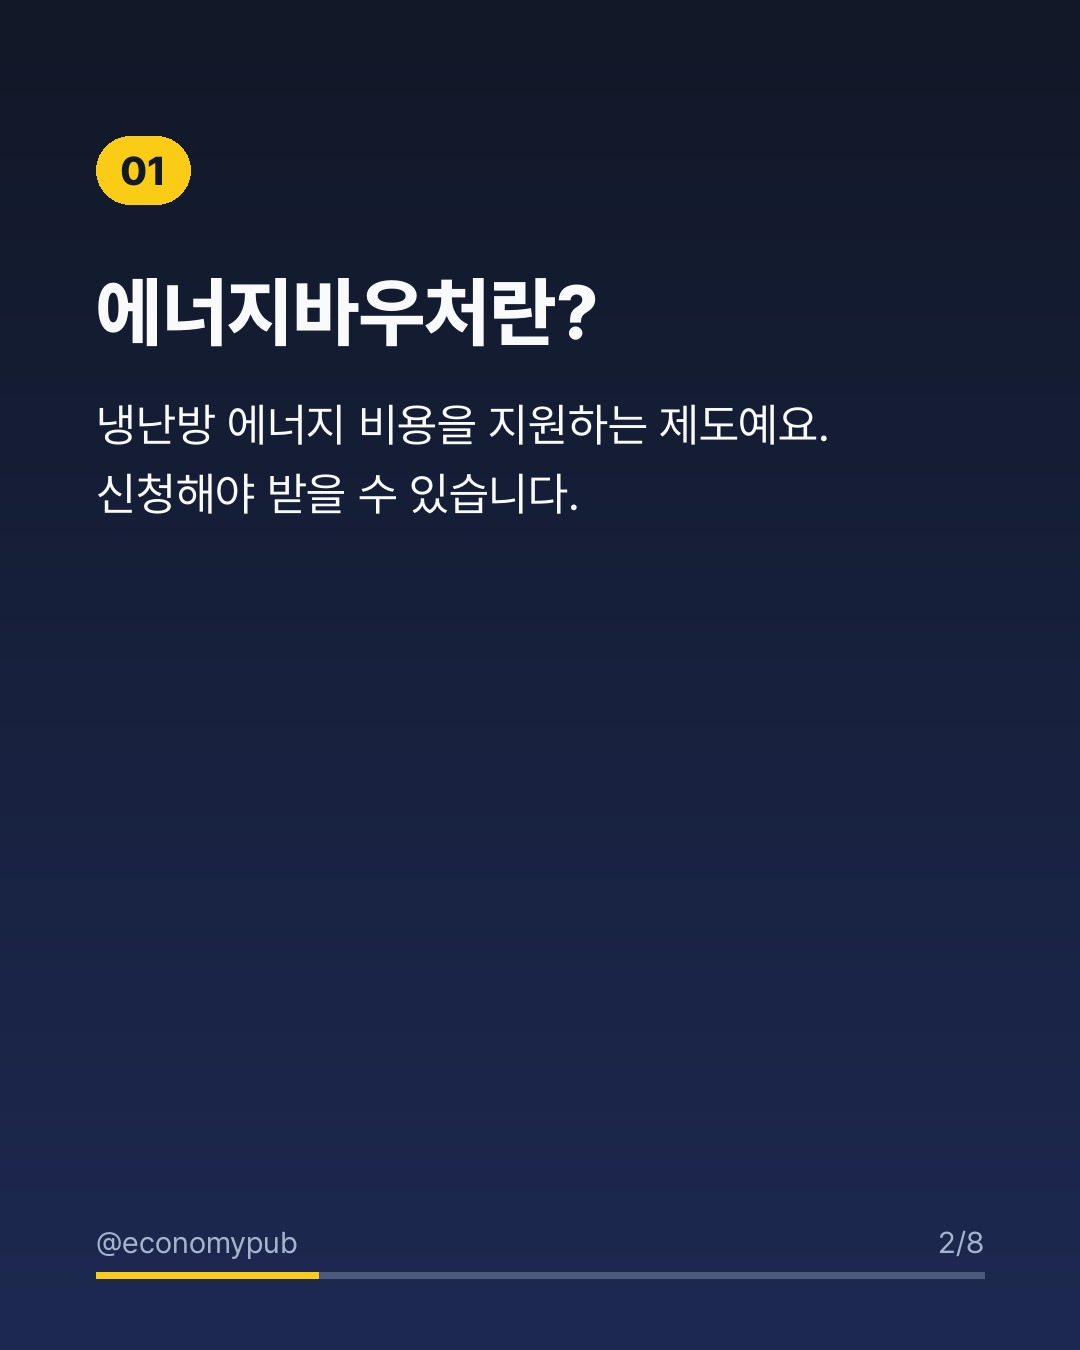 01
에너지바우처란?
냉난방 에너지 비용을 지원하는 제도예요.
신청해야 받을 수 있습니다.
@economypub
2/8